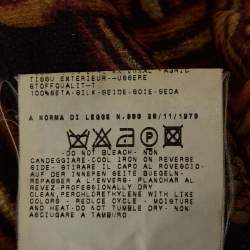 EXTERNAL FABRIC
TISSU EXTERIEUR-AUSSERE
STOFFQUALIT-T
100%SETA-SILK-SEIDE-SOIE-SEDA
A NORMA DI LEGGE N.883 26/11/1973
-DO NOT BLEACH- NON
CANDEGGIARE-COOL IRON ON REVERSE
SIDE- STIRARE IL CAPO AL ROVESCIO-
AUF DER INNEREN SEITE BUEGELN-
REPASSER A L'ENVERS- PLANCHAR AL
REVEZ-PROFESSIONALLY DRY
CLEAN,PERCHLORETHYLENE WITH LIKE
COLORS - REDUCE CYCLE - MOISTURE
AND HEAT-DO NOT TUMBLE DRY- NON
ASCIUGARE A TAMBURO